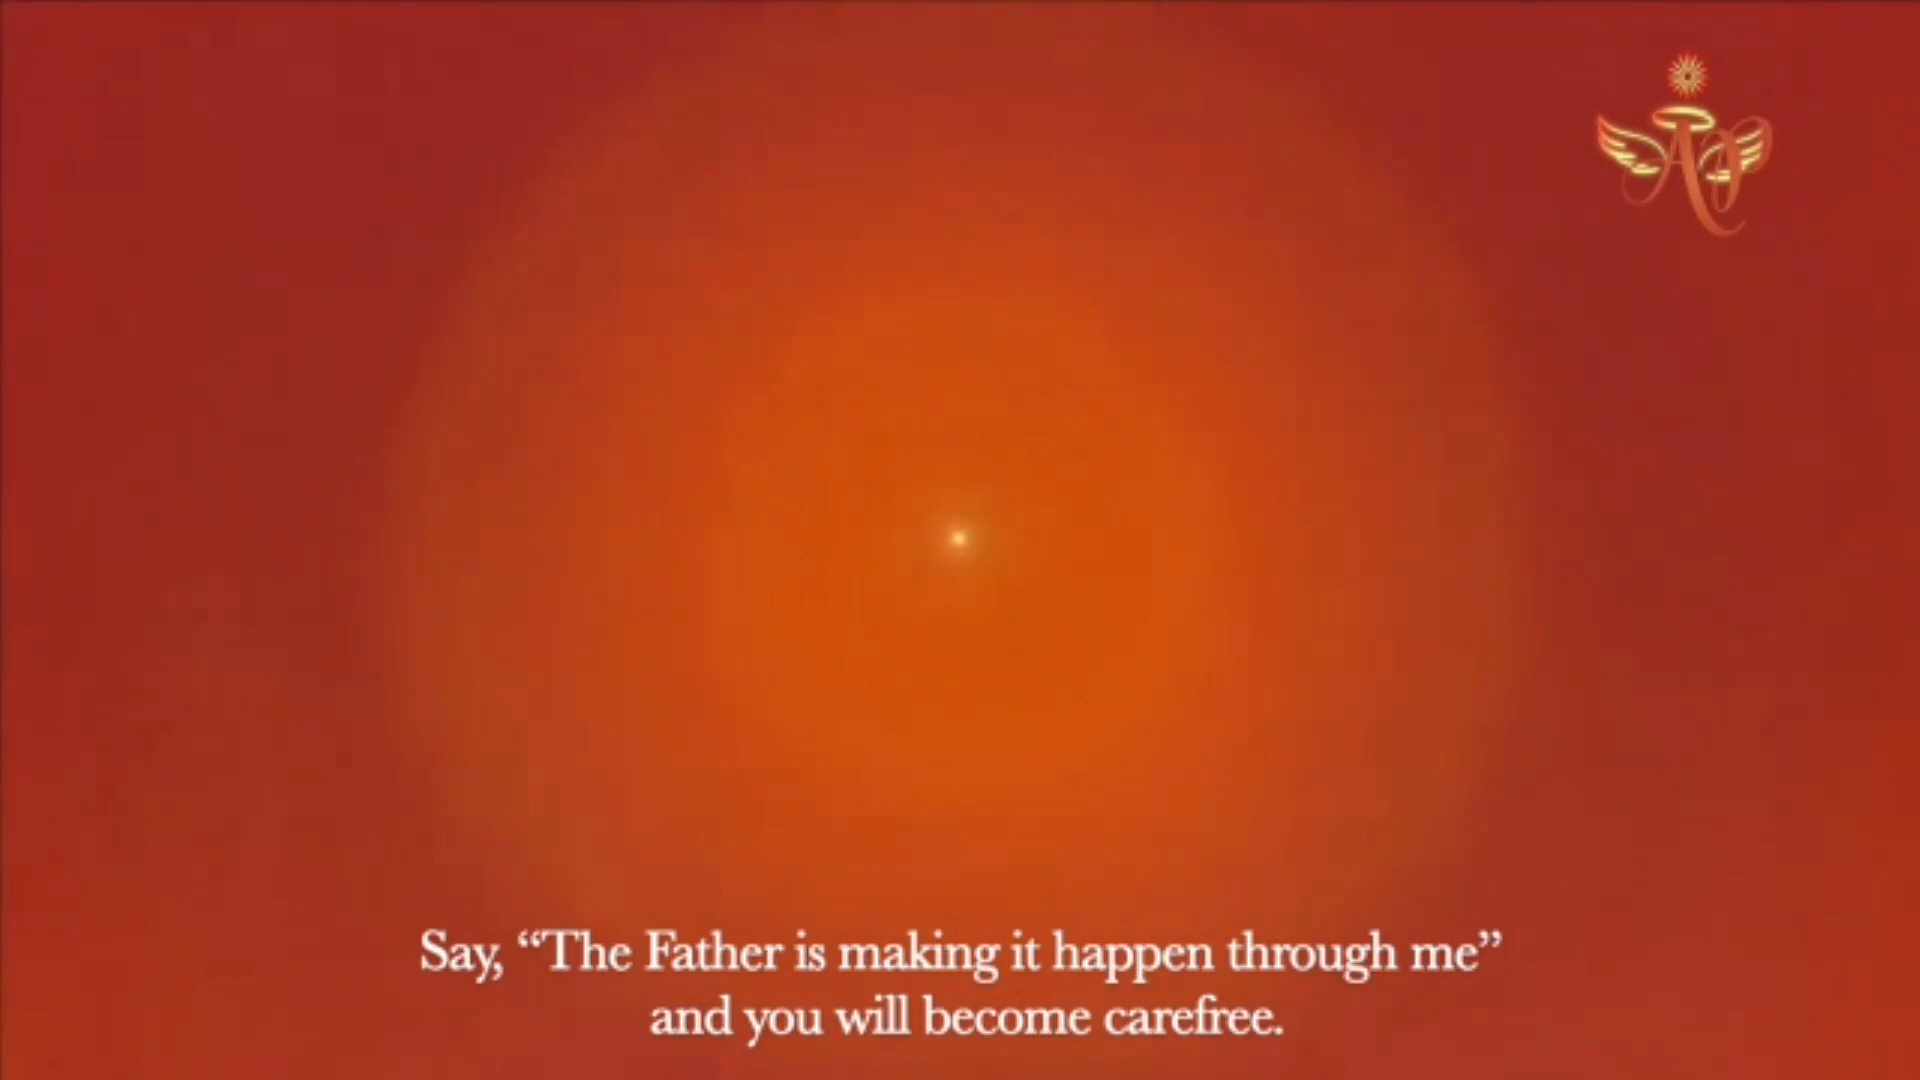 Say, “The Father is making it happen through me”
and you will become carefree.